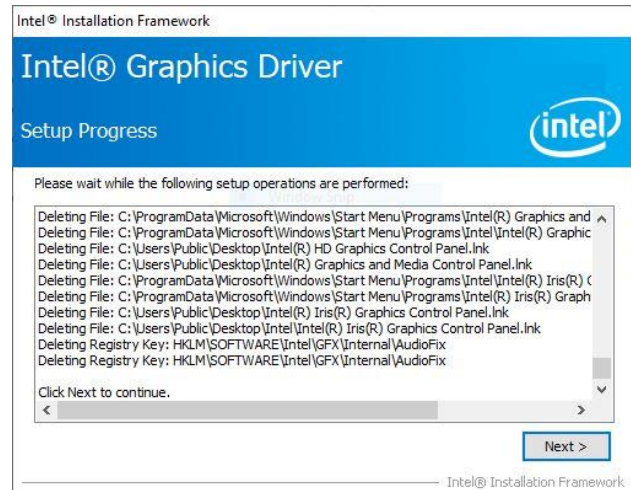 Intel® Installation Framework
Intel® Graphics Driver
Setup Progress
intel
Please wait while the following setup operations are performed:
Window Snip
Deleting File: C:\ProgramData\Microsoft\Windows\Start Menu\Programs\Intel(R) Graphics and
Deleting File: C:\ProgramData\Microsoft\Windows\Start Menu\Programs\Intel\Intel(R) Graphic
Deleting File: C:\Users\Public\Desktop\Intel(R) HD Graphics Control Panel.lnk
Deleting File: C:\Users\Public\Desktop\Intel(R) Graphics and Media Control Panel.lnk
Deleting File: C:\ProgramData\Microsoft\Windows\Start Menu\Programs\Intel\Intel(R) Iris(R) G
Deleting File: C:\ProgramData\Microsoft\Windows\Start Menu\Programs\Intel(R) Iris(R) Graph
Deleting File: C:\Users\Public\Desktop\Intel(R) Iris(R) Graphics Control Panel.lnk
Deleting File: C:\Users\Public\Desktop\Intel\Intel(R) Iris(R) Graphics Control Panel.lnk
Deleting Registry Key: HKLM\SOFTWARE\Intel\GFX\Internal\AudioFix
Deleting Registry Key: HKLM\SOFTWARE\Intel\GFX\Internal\AudioFix
Click Next to continue.
Next >
Intel® Installation Framework